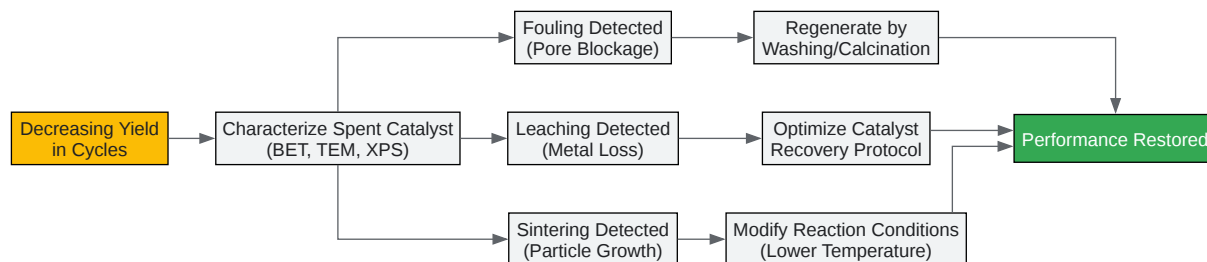 Decreasing Yield
in Cycles
Characterize Spent Catalyst
(BET, TEM, XPS)
Fouling Detected
(Pore Blockage)
Regenerate by
Washing/Calcination
Leaching Detected
(Metal Loss)
Optimize Catalyst
Recovery Protocol
Sintering Detected
(Particle Growth)
Modify Reaction Conditions
(Lower Temperature)
Performance Restored